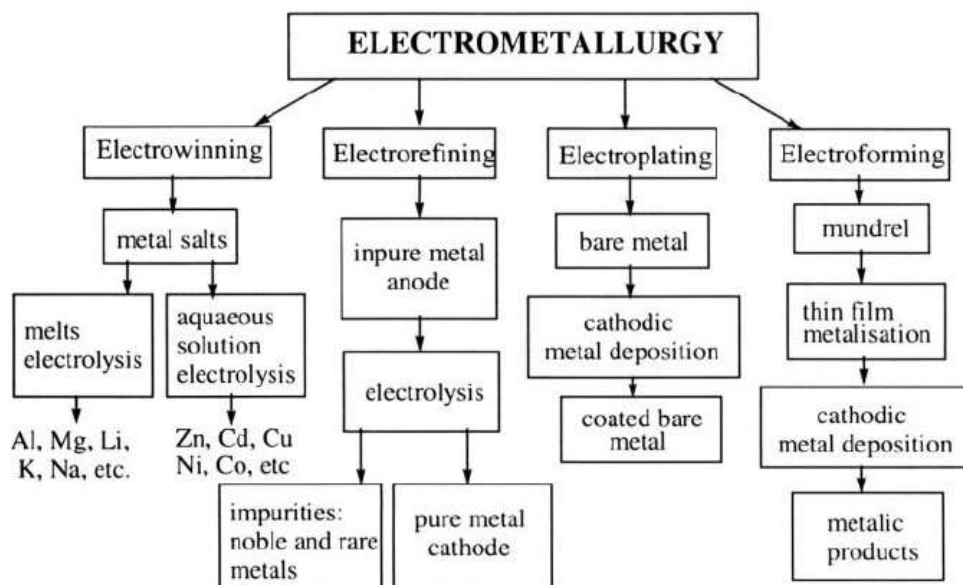 ELECTROMETALLURGY
Electrowinning
Electrorefining
Electroplating
Electroforming
metal salts
inpure metal
anode
bare metal
mundrel
melts
electrolysis
aquaeous
solution
electrolysis
cathodic
metal deposition
thin film
metalisation
electrolysis
Al, Mg, Li,
K, Na, etc.
Zn, Cd, Cu
Ni, Co, etc
coated bare
metal
cathodic
metal deposition
impurities:
noble and rare
metals
pure metal
cathode
metalic
products